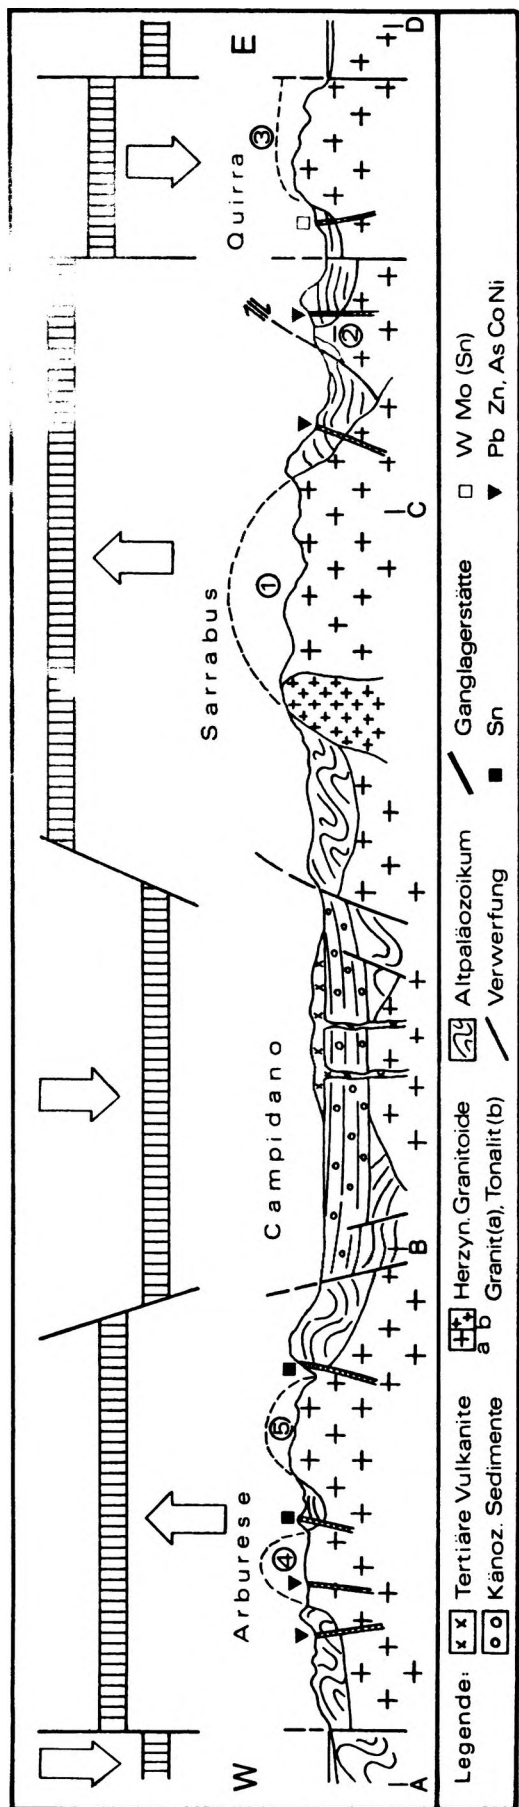 W
Arburese
Campidano
Sarrabus
Quirra
E
④
⑤
①
②
③
A
B
C
D
Legende:
x x Tertiäre Vulkanite
o o Känoz. Sedimente
a b
Herzyn. Granitoide
Granit(a), Tonalit(b)
Altpaläozoikum
Verwerfung
Ganglagerstätte
Sn
W Mo (Sn)
Pb Zn, As Co Ni